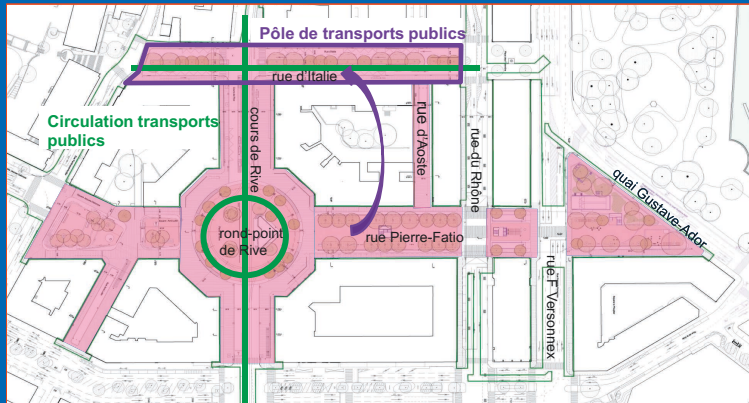 Pôle de transports publics
rue d'Italie
Circulation transports
publics
cours de Rive
rue d'Aoste
rue du Rhône
quai Gustave-Ador
rond-point
de Rive
rue Pierre-Fatio
rue F. Versonnex